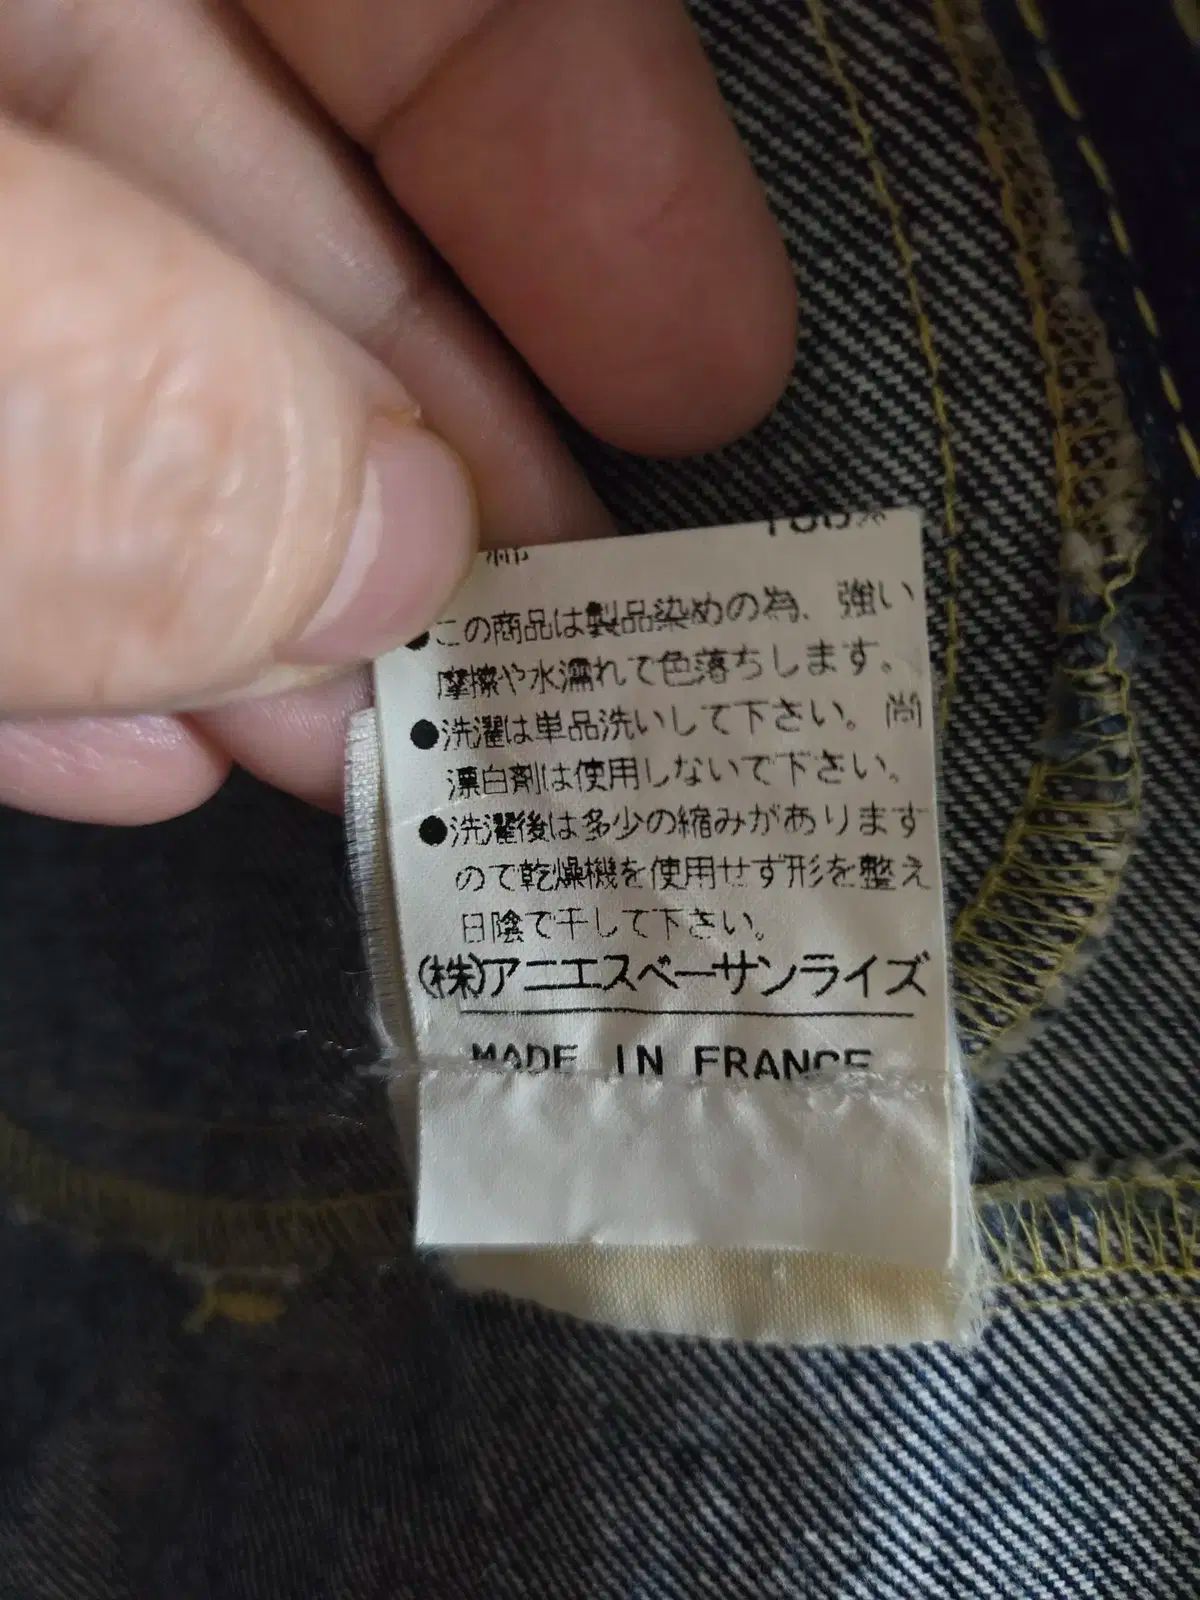 綿 100%
●この商品は製品染めの為、強い
摩擦や水濡れで色落ちします。
●洗濯は単品洗いして下さい。尚
漂白剤は使用しないで下さい。
●洗濯後は多少の縮みがあります
ので乾燥機を使用せず形を整え
日陰で干して下さい。
(株)アニエスベーサンライズ
MADE IN FRANCE